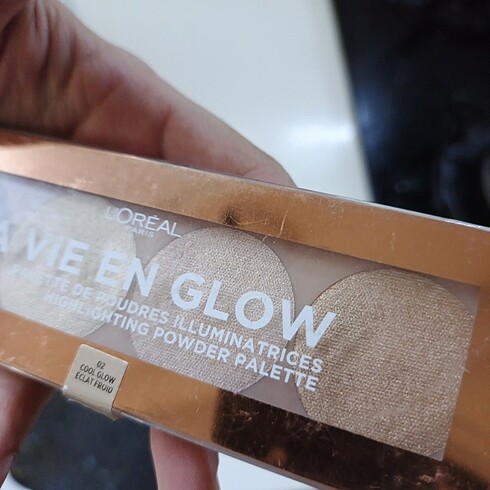 L'ORÉAL
PARIS
A VIE EN GLOW
PALETTE DE POUDRES ILLUMINATRICES
HIGHLIGHTING POWDER PALETTE
02
COOL GLOW
ÉCLAT FROID